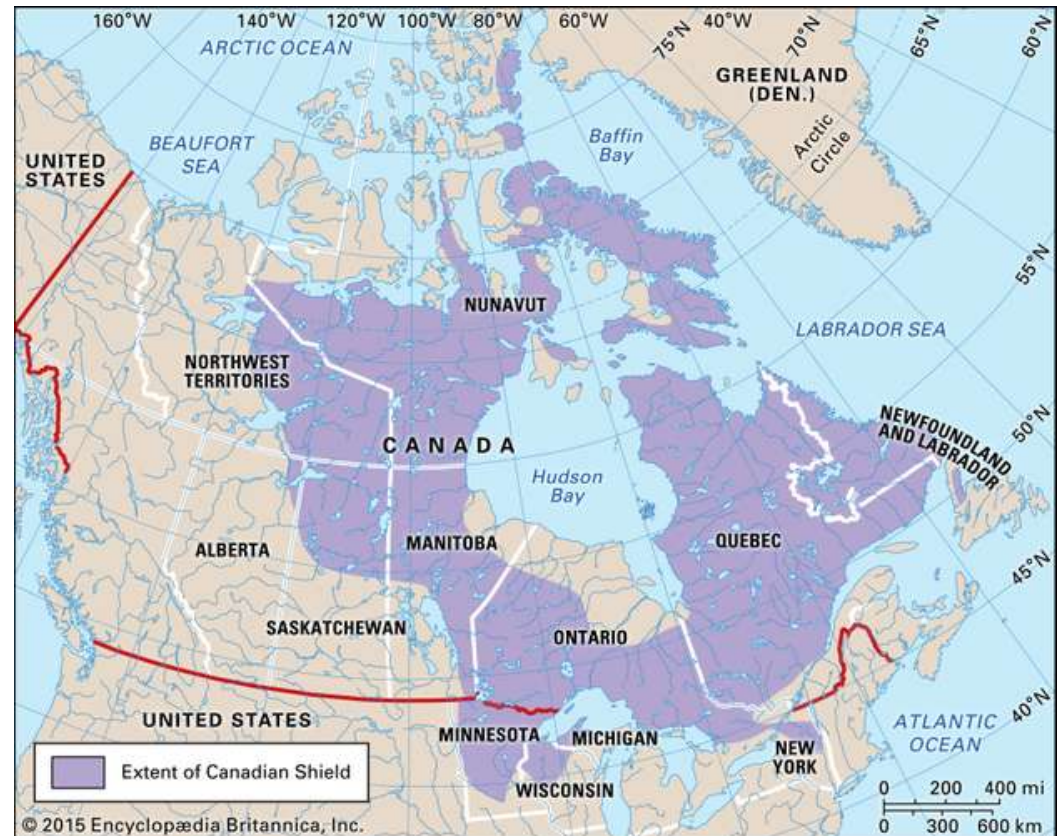 160°W
140°W
120°W
100°W
80°W
60°W
40°W
75°N
70°N
65°N
60°N
ARCTIC OCEAN
GREENLAND
(DEN.)
Arctic
Circle
BEAUFORT
SEA
Baffin
Bay
UNITED
STATES
55°N
NUNAVUT
LABRADOR SEA
NORTHWEST
TERRITORIES
NEWFOUNDLAND
AND LABRADOR
50°N
CANADA
Hudson
Bay
ALBERTA
MANITOBA
QUEBEC
45°N
SASKATCHEWAN
ONTARIO
UNITED STATES
MINNESOTA
MICHIGAN
NEW
YORK
ATLANTIC
OCEAN
40°N
WISCONSIN
Extent of Canadian Shield
0 200 400 mi
0 300 600 km
© 2015 Encyclopædia Britannica, Inc.